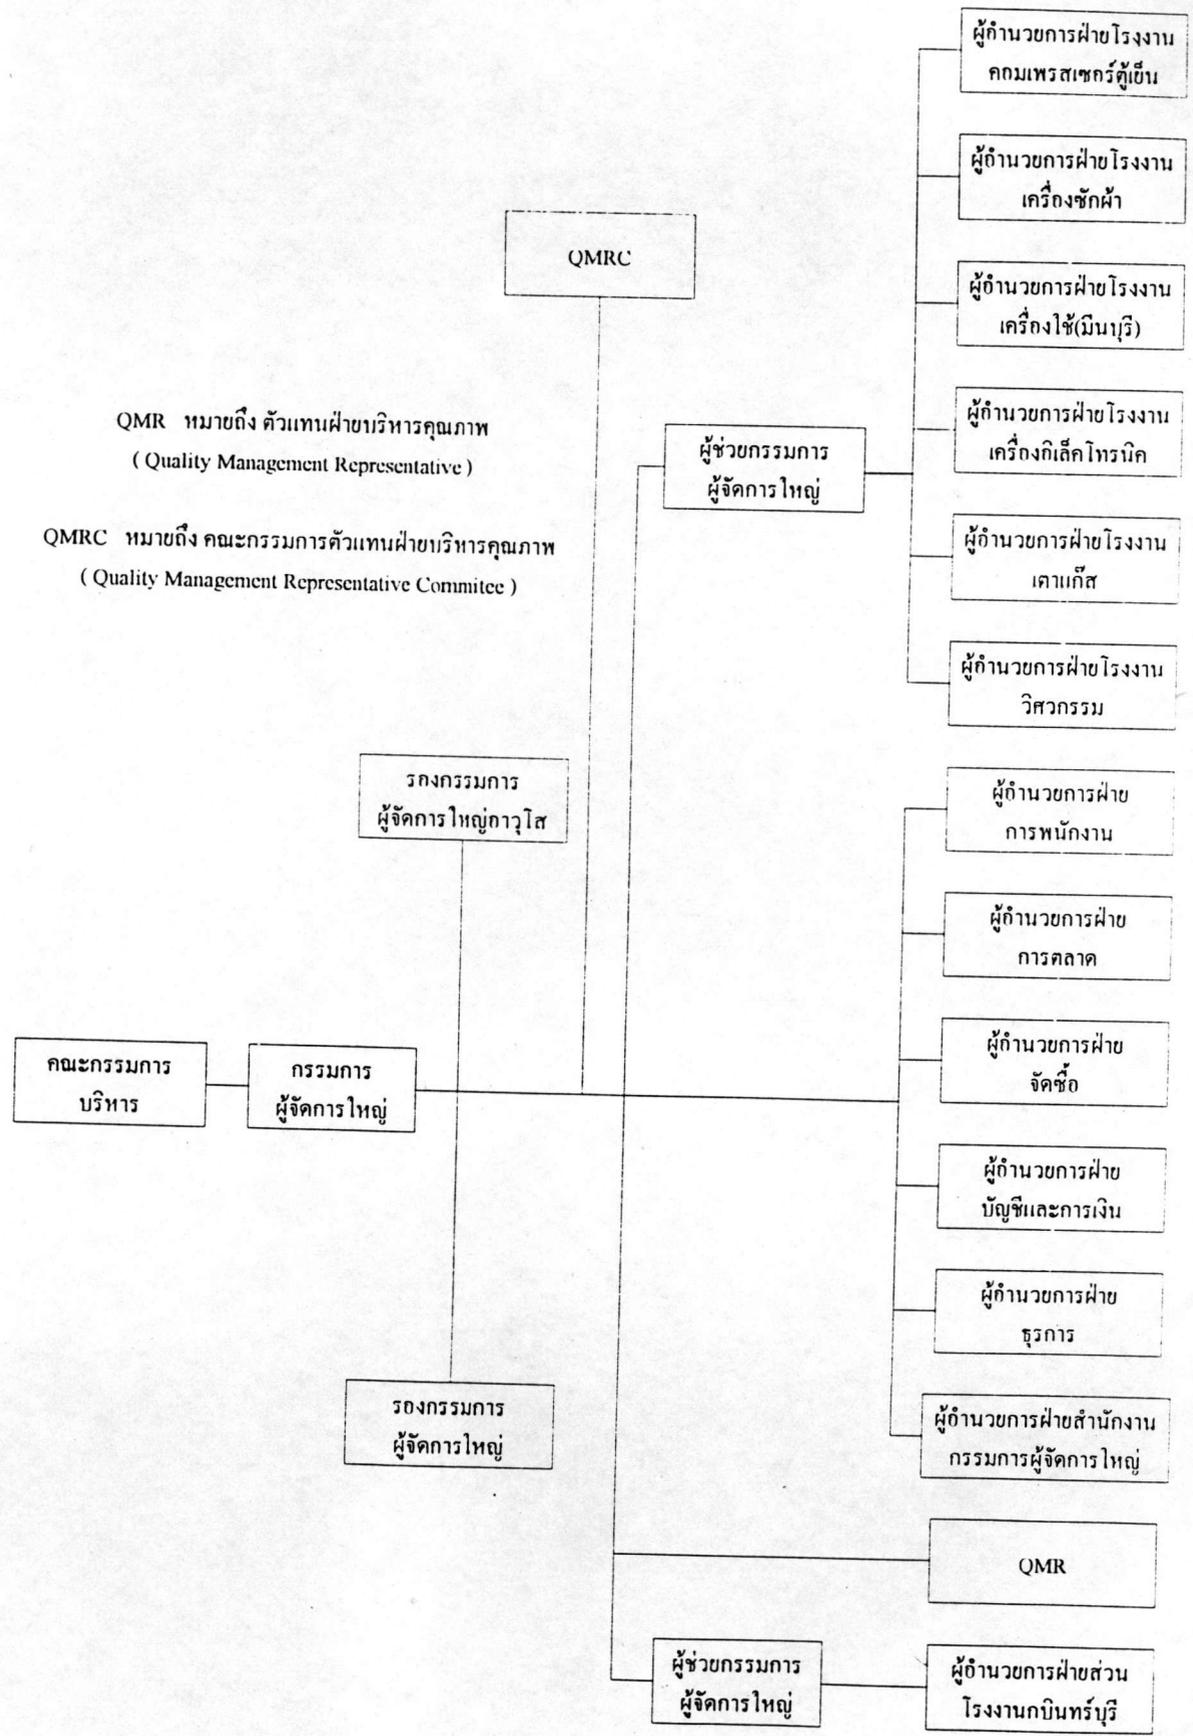 ผู้อำนวยการฝ่ายโรงงาน
คอมเพรสเซอร์ตู้เย็น
ผู้อำนวยการฝ่ายโรงงาน
เครื่องซักผ้า
QMRC
ผู้อำนวยการฝ่ายโรงงาน
เครื่องใช้(มีนบุรี)
QMR หมายถึง ตัวแทนฝ่ายบริหารคุณภาพ
( Quality Management Representative )
QMRC หมายถึง คณะกรรมการตัวแทนฝ่ายบริหารคุณภาพ
( Quality Management Representative Commitee )
ผู้ช่วยกรรมการ
ผู้จัดการใหญ่
ผู้อำนวยการฝ่ายโรงงาน
เครื่องอิเล็คโทรนิค
ผู้อำนวยการฝ่ายโรงงาน
เตาแก๊ส
ผู้อำนวยการฝ่ายโรงงาน
วิศวกรรม
รองกรรมการ
ผู้จัดการใหญ่อาวุโส
ผู้อำนวยการฝ่าย
การพนักงาน
ผู้อำนวยการฝ่าย
การตลาด
คณะกรรมการ
บริหาร
กรรมการ
ผู้จัดการใหญ่
ผู้อำนวยการฝ่าย
จัดซื้อ
ผู้อำนวยการฝ่าย
บัญชีและการเงิน
ผู้อำนวยการฝ่าย
ธุรการ
รองกรรมการ
ผู้จัดการใหญ่
ผู้อำนวยการฝ่ายสำนักงาน
กรรมการผู้จัดการใหญ่
QMR
ผู้ช่วยกรรมการ
ผู้จัดการใหญ่
ผู้อำนวยการฝ่ายส่วน
โรงงานกบินทร์บุรี